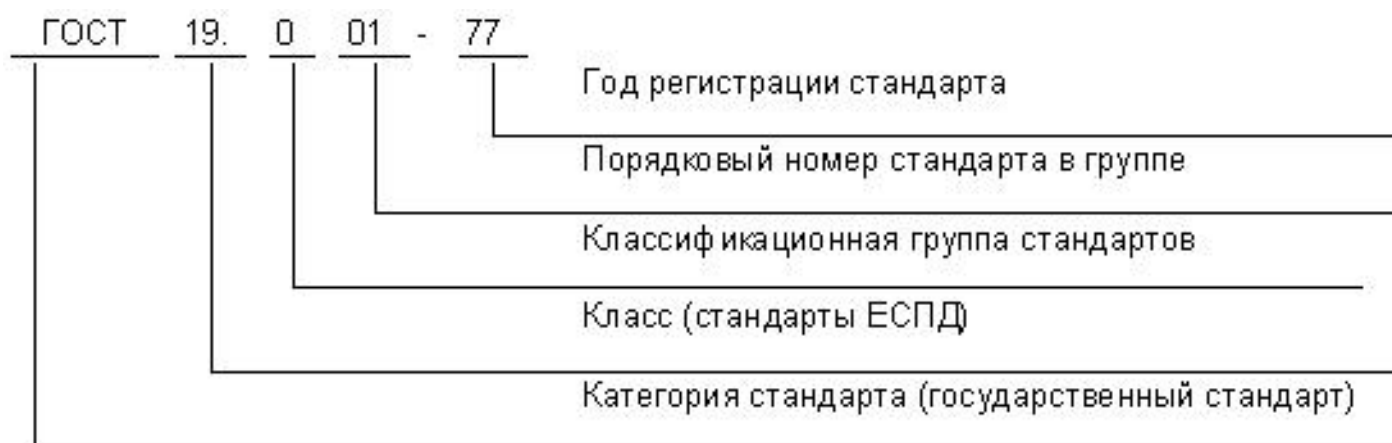 ГОСТ 19. 0 01 - 77
Год регистрации стандарта
Порядковый номер стандарта в группе
Классификационная группа стандартов
Класс (стандарты ЕСПД)
Категория стандарта (государственный стандарт)